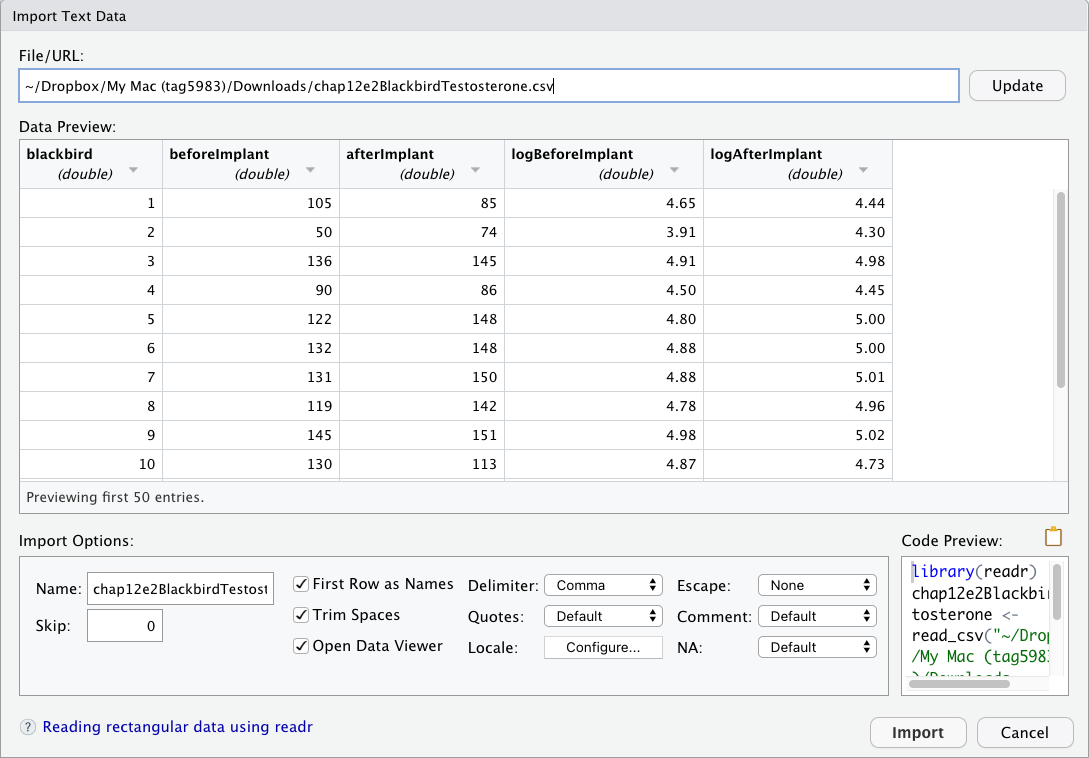 Import Text Data
File/URL:
~/Dropbox/My Mac (tag5983)/Downloads/chap12e2BlackbirdTestosterone.csv
Update
Data Preview:
blackbird beforeImplant afterImplant logBeforeImplant logAfterImplant
(double) (double) (double) (double) (double)
1 105 85 4.65 4.44
2 50 74 3.91 4.30
3 136 145 4.91 4.98
4 90 86 4.50 4.45
5 122 148 4.80 5.00
6 132 148 4.88 5.00
7 131 150 4.88 5.01
8 119 142 4.78 4.96
9 145 151 4.98 5.02
10 130 113 4.87 4.73
Previewing first 50 entries.
Import Options:
Name: chap12e2BlackbirdTestost
Skip: 0
First Row as Names
Trim Spaces
Open Data Viewer
Delimiter: Comma
Quotes: Default
Locale: Configure...
Escape: None
Comment: Default
NA: Default
Code Preview:
library(readr)
chap12e2Blackbir
tosterone <-
read_csv("~/Drop
/My Mac (tag5983
)/Downloads
? Reading rectangular data using readr
Import
Cancel